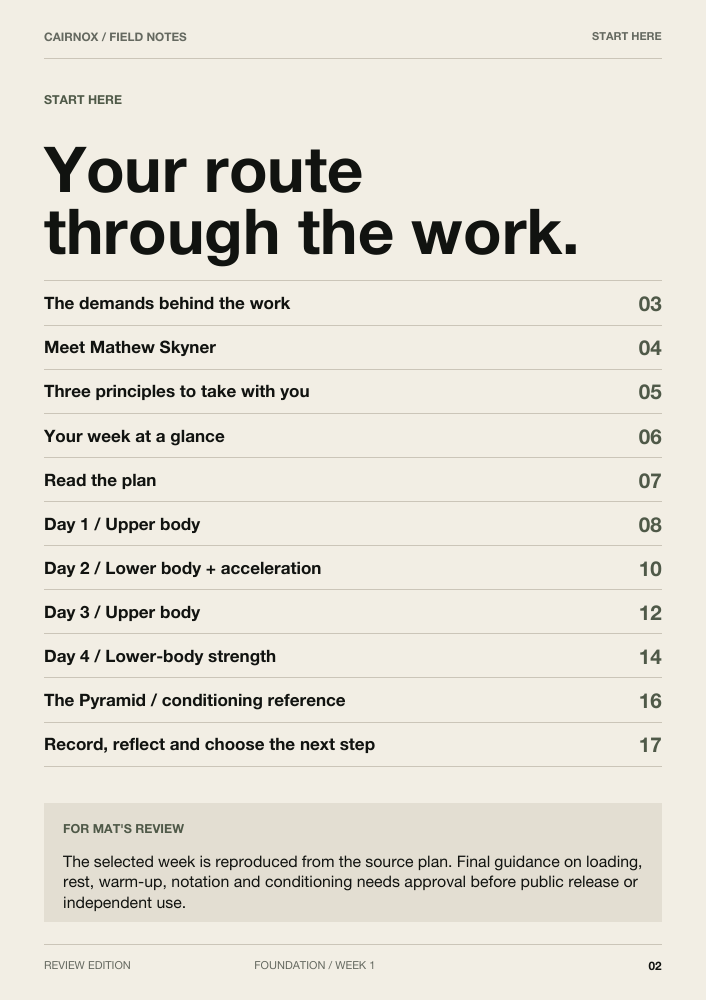 CAIRNOX / FIELD NOTES
START HERE
START HERE
Your route
through the work.
The demands behind the work 03
Meet Mathew Skyner 04
Three principles to take with you 05
Your week at a glance 06
Read the plan 07
Day 1 / Upper body 08
Day 2 / Lower body + acceleration 10
Day 3 / Upper body 12
Day 4 / Lower-body strength 14
The Pyramid / conditioning reference 16
Record, reflect and choose the next step 17
FOR MAT'S REVIEW
The selected week is reproduced from the source plan. Final guidance on loading,
rest, warm-up, notation and conditioning needs approval before public release or
independent use.
REVIEW EDITION
FOUNDATION / WEEK 1
02